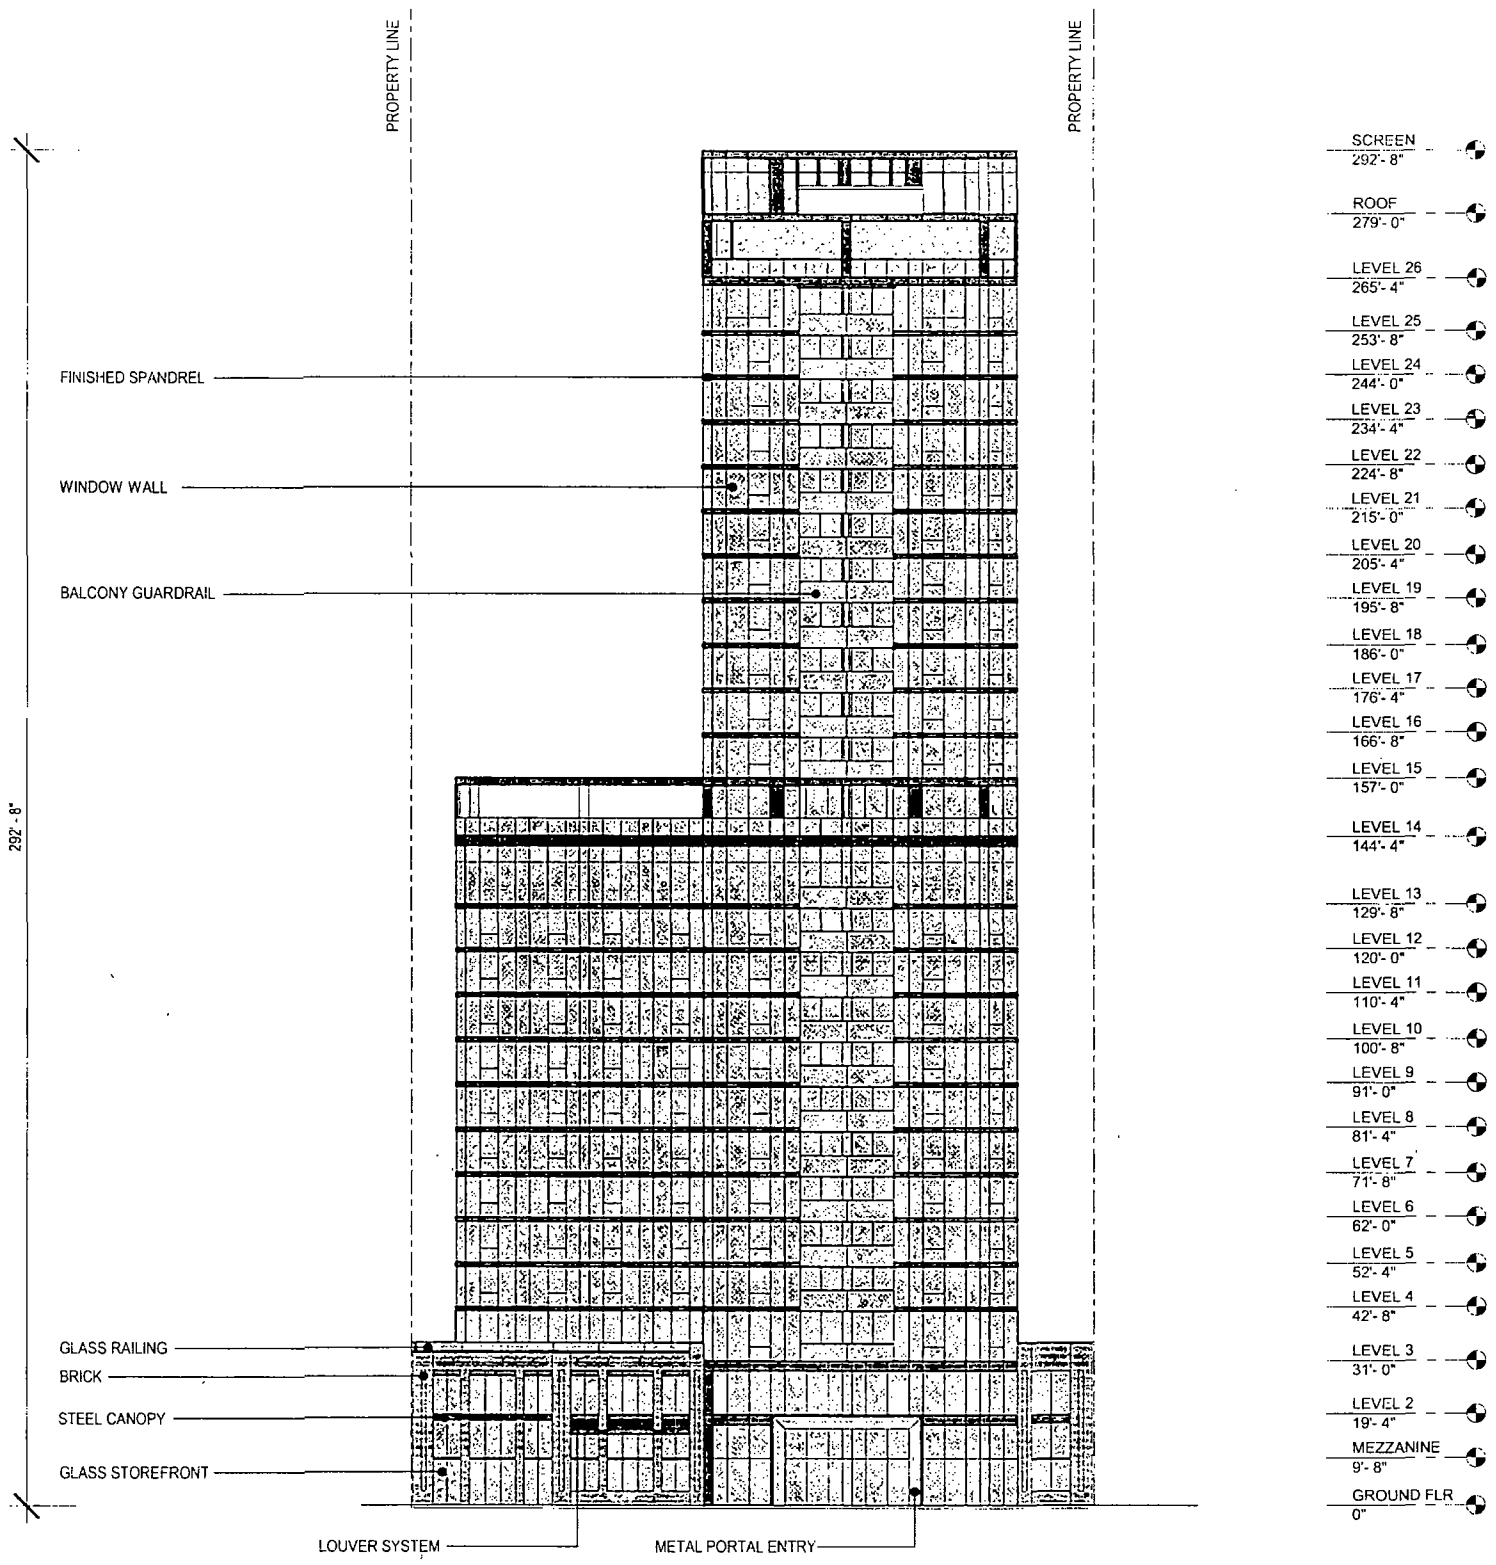 PROPERTY LINE
PROPERTY LINE
SCREEN
292'- 8"
ROOF
279'- 0"
LEVEL 26
265'- 4"
LEVEL 25
253'- 8"
LEVEL 24
244'- 0"
LEVEL 23
234'- 4"
LEVEL 22
224'- 8"
LEVEL 21
215'- 0"
LEVEL 20
205'- 4"
LEVEL 19
195'- 8"
LEVEL 18
186'- 0"
LEVEL 17
176'- 4"
LEVEL 16
166'- 8"
LEVEL 15
157'- 0"
LEVEL 14
144'- 4"
LEVEL 13
129'- 8"
LEVEL 12
120'- 0"
LEVEL 11
110'- 4"
LEVEL 10
100'- 8"
LEVEL 9
91'- 0"
LEVEL 8
81'- 4"
LEVEL 7
71'- 8"
LEVEL 6
62'- 0"
LEVEL 5
52'- 4"
LEVEL 4
42'- 8"
LEVEL 3
31'- 0"
LEVEL 2
19'- 4"
MEZZANINE
9'- 8"
GROUND FLR
0"
FINISHED SPANDREL
WINDOW WALL
BALCONY GUARDRAIL
292' - 8"
GLASS RAILING
BRICK
STEEL CANOPY
GLASS STOREFRONT
LOUVER SYSTEM
METAL PORTAL ENTRY